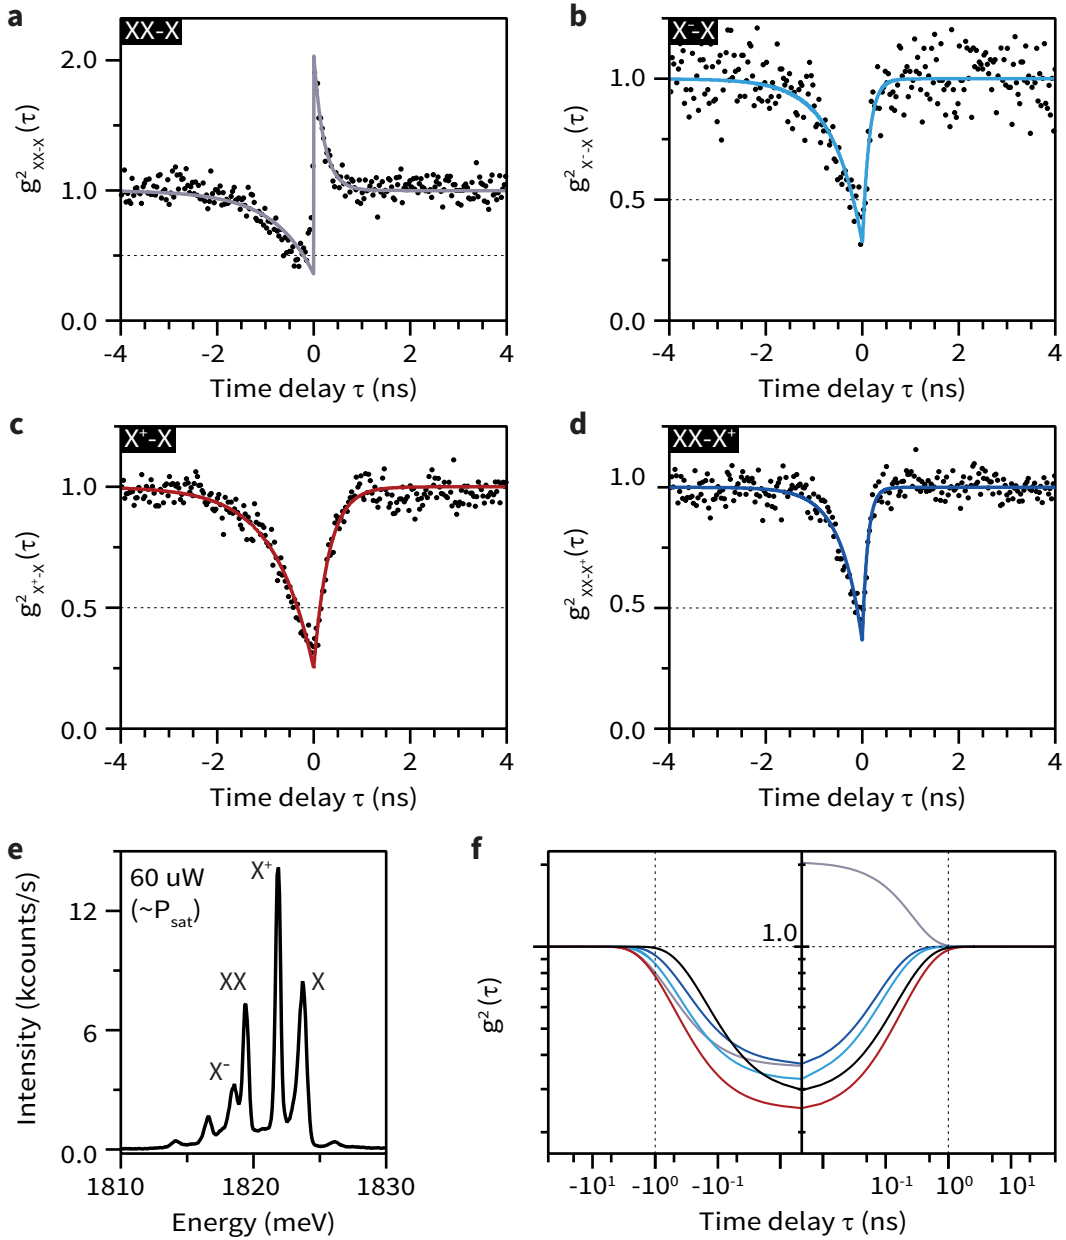 a
XX-X
g²XX-X(τ)
2.0
1.0
0.0
-4 -2 0 2 4
Time delay τ (ns)
b
X⁻-X
g²X⁻-X(τ)
1.0
0.5
0.0
-4 -2 0 2 4
Time delay τ (ns)
c
X⁺-X
g²X⁺-X(τ)
1.0
0.5
0.0
-4 -2 0 2 4
Time delay τ (ns)
d
XX-X⁺
g²XX-X⁺(τ)
1.0
0.5
0.0
-4 -2 0 2 4
Time delay τ (ns)
e
60 uW
(~Psat)
X⁺
XX
X
X⁻
Intensity (kcounts/s)
12
6
0.0
1810 1820 1830
Energy (meV)
f
1.0
g²(τ)
-10¹ -10⁰ -10⁻¹ 10⁻¹ 10⁰ 10¹
Time delay τ (ns)